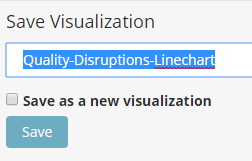 Save Visualization
Quality-Disruptions-Linechart
Save as a new visualization
Save